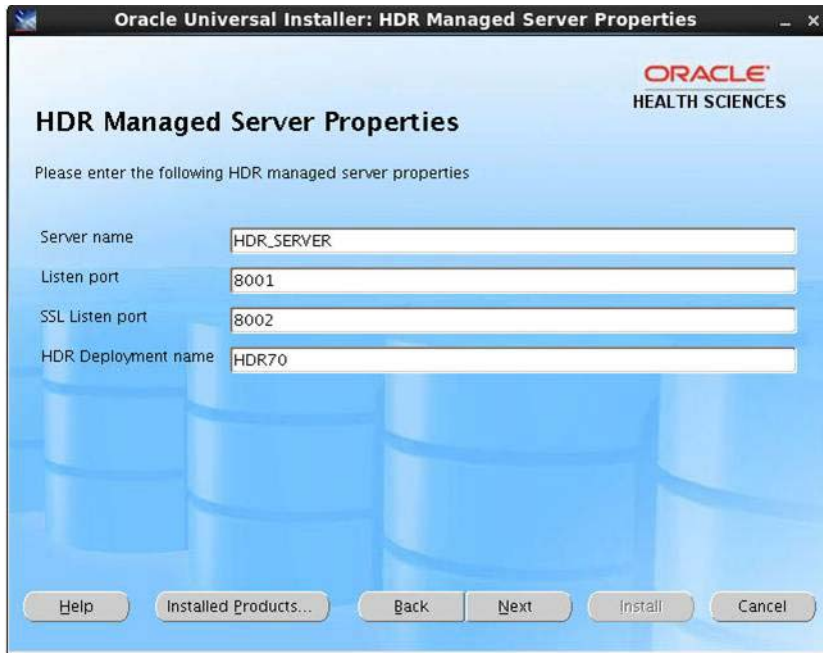 Oracle Universal Installer: HDR Managed Server Properties
ORACLE
HEALTH SCIENCES
HDR Managed Server Properties
Please enter the following HDR managed server properties
Server name HDR_SERVER
Listen port 8001
SSL Listen port 8002
HDR Deployment name HDR70
Help Installed Products... Back Next Install Cancel